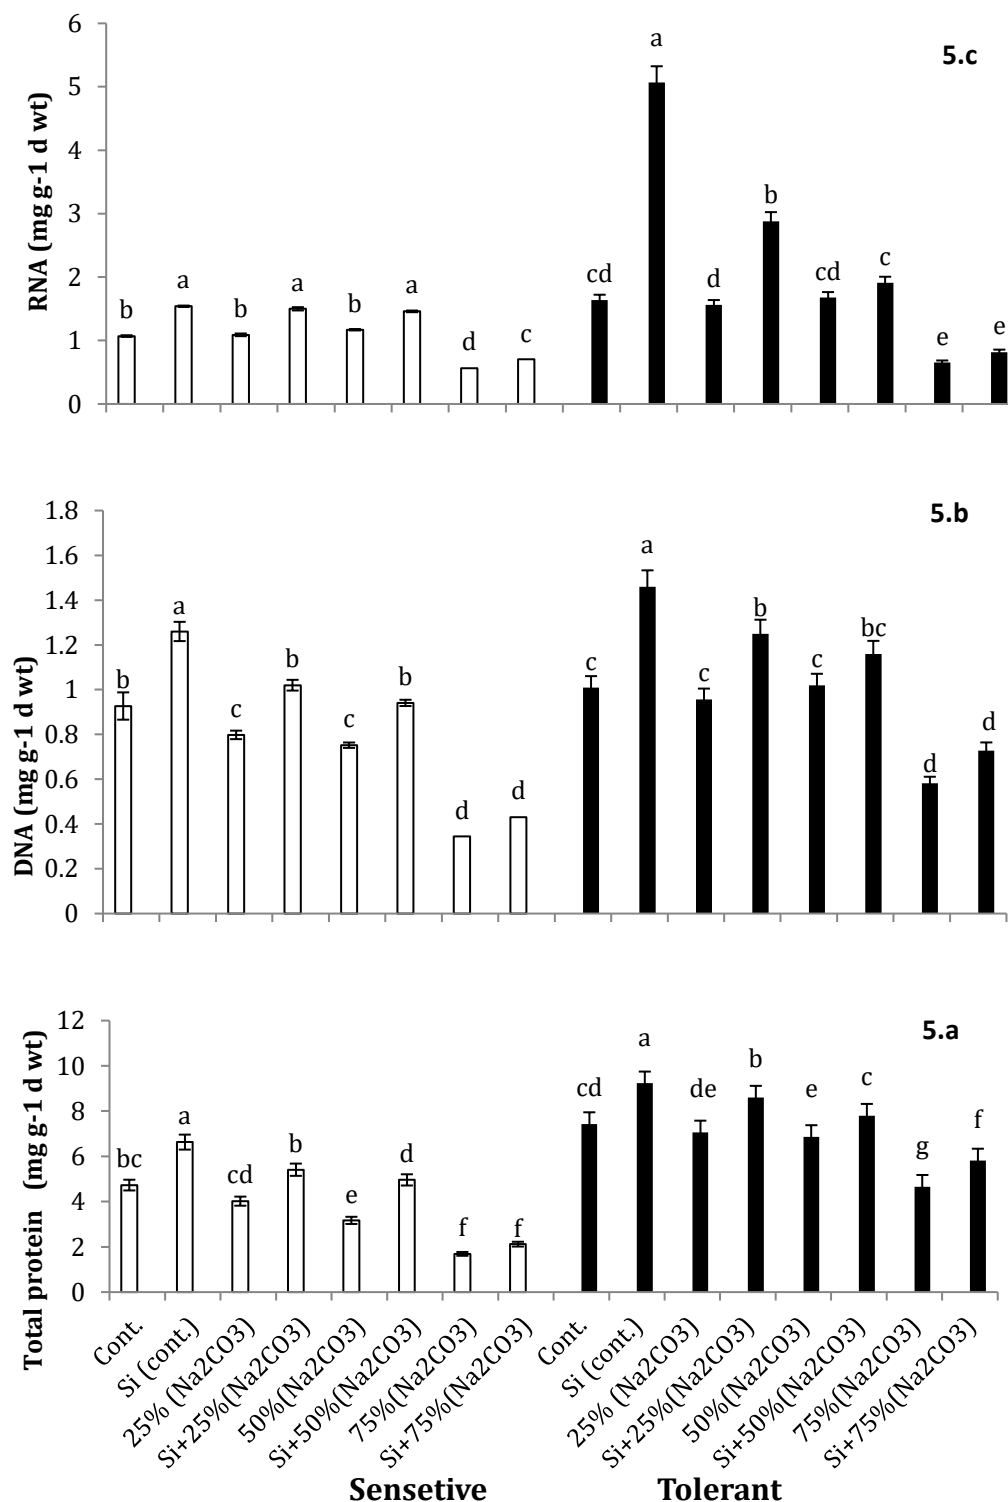 5.c
RNA (mg g-1 d wt)
6
5
4
3
2
1
0
b a b a b a d c
cd a d b cd c e e
5.b
DNA (mg g-1 d wt)
1.8
1.6
1.4
1.2
1
0.8
0.6
0.4
0.2
0
b a c b c b d d
c a c b c bc d d
5.a
Total protein (mg g-1 d wt)
12
10
8
6
4
2
0
bc a cd b e d f f
cd a de b e c g f
Cont.
Si (cont.)
25% (Na2CO3)
Si+25%(Na2CO3)
50%(Na2CO3)
Si+50%(Na2CO3)
75%(Na2CO3)
Si+75%(Na2CO3)
Cont.
Si (cont.)
25% (Na2CO3)
Si+25%(Na2CO3)
50%(Na2CO3)
Si+50%(Na2CO3)
75%(Na2CO3)
Si+75%(Na2CO3)
Sensetive
Tolerant